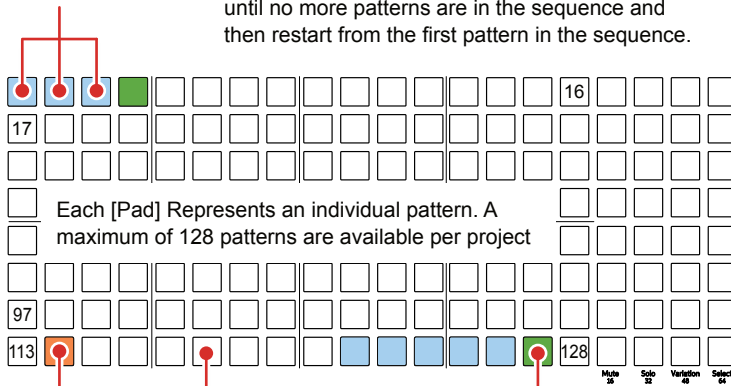 until no more patterns are in the sequence and
then restart from the first pattern in the sequence.
16
17
Each [Pad] Represents an individual pattern. A
maximum of 128 patterns are available per project
97
113
128
Mute Solo Variation Select
16 32 48 64